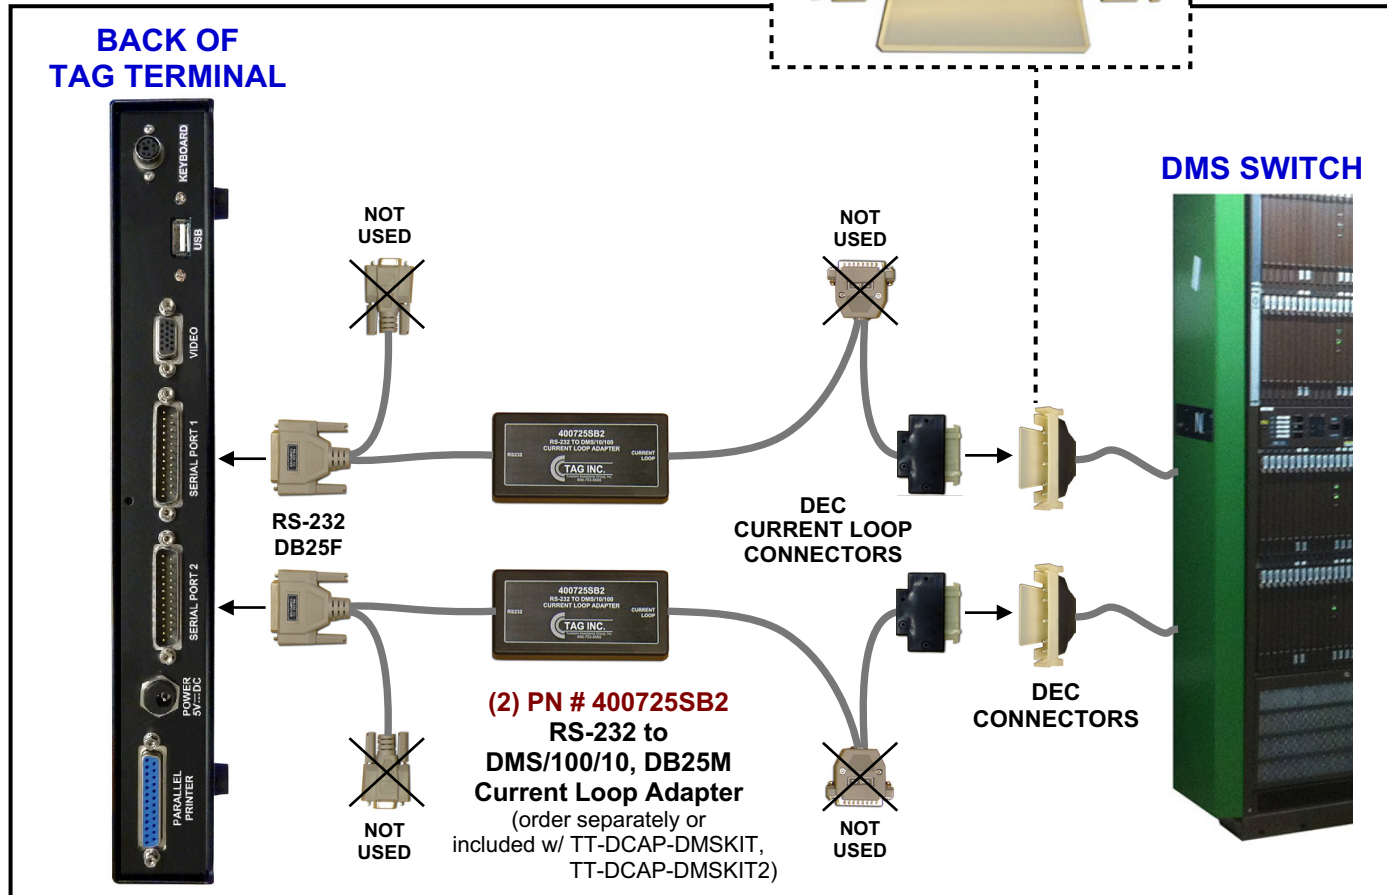 BACK OF
TAG TERMINAL
KEYBOARD
USB
VIDEO
SERIAL PORT 1
SERIAL PORT 2
POWER
5V DC
PARALLEL
PRINTER
NOT
USED
NOT
USED
DMS SWITCH
RS-232
DB25F
400725SB2
RS-232 TO DMS/10/100
CURRENT LOOP ADAPTER
RS232
CURRENT
LOOP
TAG INC.
DEC
CURRENT LOOP
CONNECTORS
400725SB2
RS-232 TO DMS/10/100
CURRENT LOOP ADAPTER
RS232
CURRENT
LOOP
TAG INC.
DEC
CONNECTORS
(2) PN # 400725SB2
RS-232 to
DMS/100/10, DB25M
Current Loop Adapter
(order separately or
included w/ TT-DCAP-DMSKIT,
TT-DCAP-DMSKIT2)
NOT
USED
NOT
USED